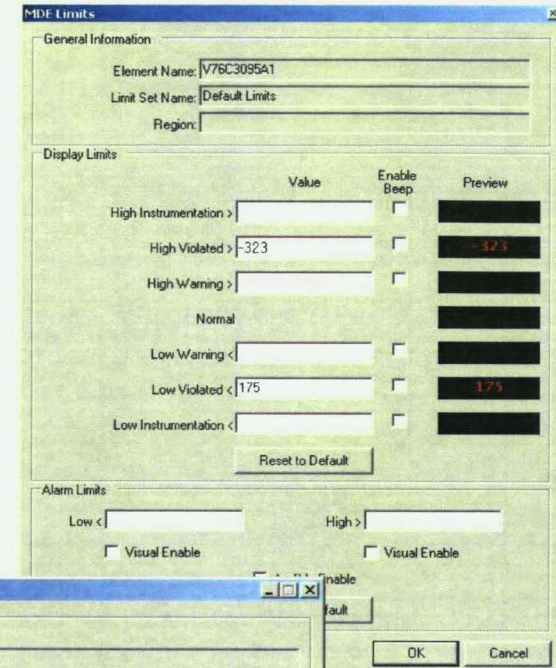 MDE Limits
General Information
Element Name: V76C3095A1
Limit Set Name: Default Limits
Region:
Display Limits
Value Enable Beep Preview
High Instrumentation >
High Violated > -323 -323
High Warning >
Normal
Low Warning <
Low Violated < 175 175
Low Instrumentation <
Reset to Default
Alarm Limits
Low < High >
Visual Enable Visual Enable
Enable
fault
OK Cancel